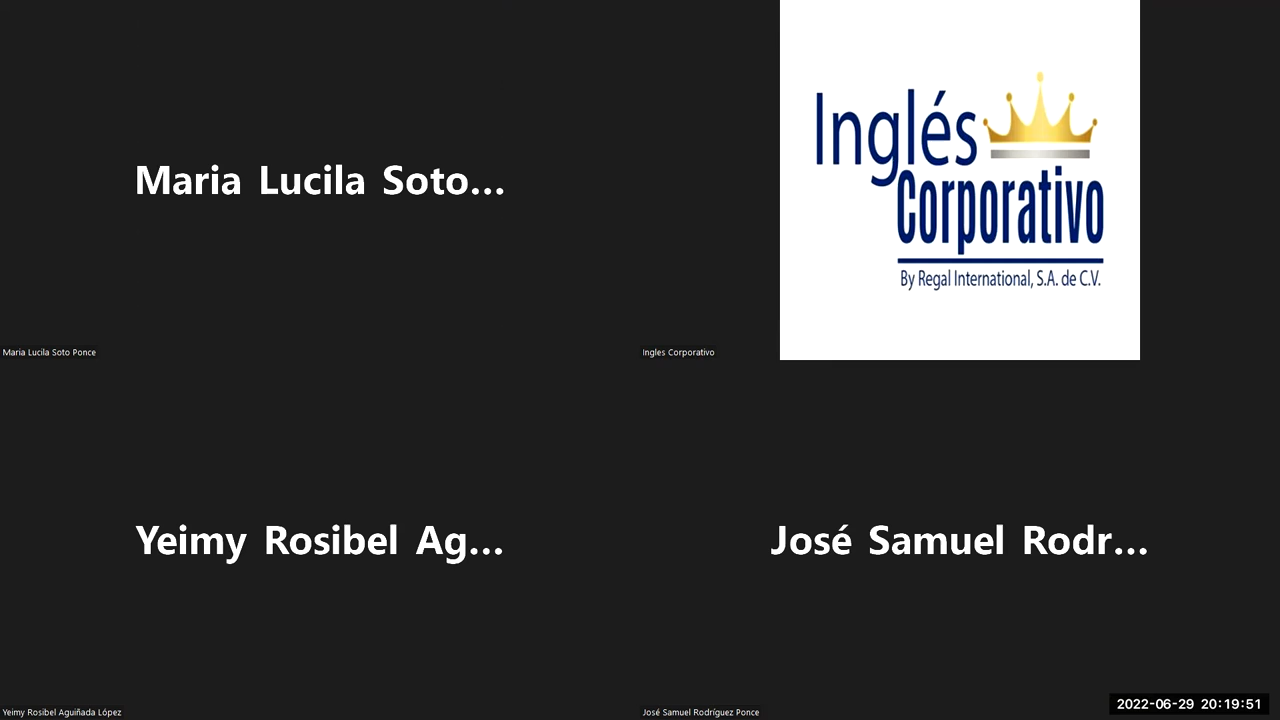 Maria Lucila Soto...
Maria Lucila Soto Ponce
Inglés
Corporativo
By Regal International, S.A. de C.V.
Ingles Corporativo
Yeimy Rosibel Ag...
Yeimy Rosibel Aguiñada López
José Samuel Rodr...
José Samuel Rodríguez Ponce
2022-06-29 20:19:51